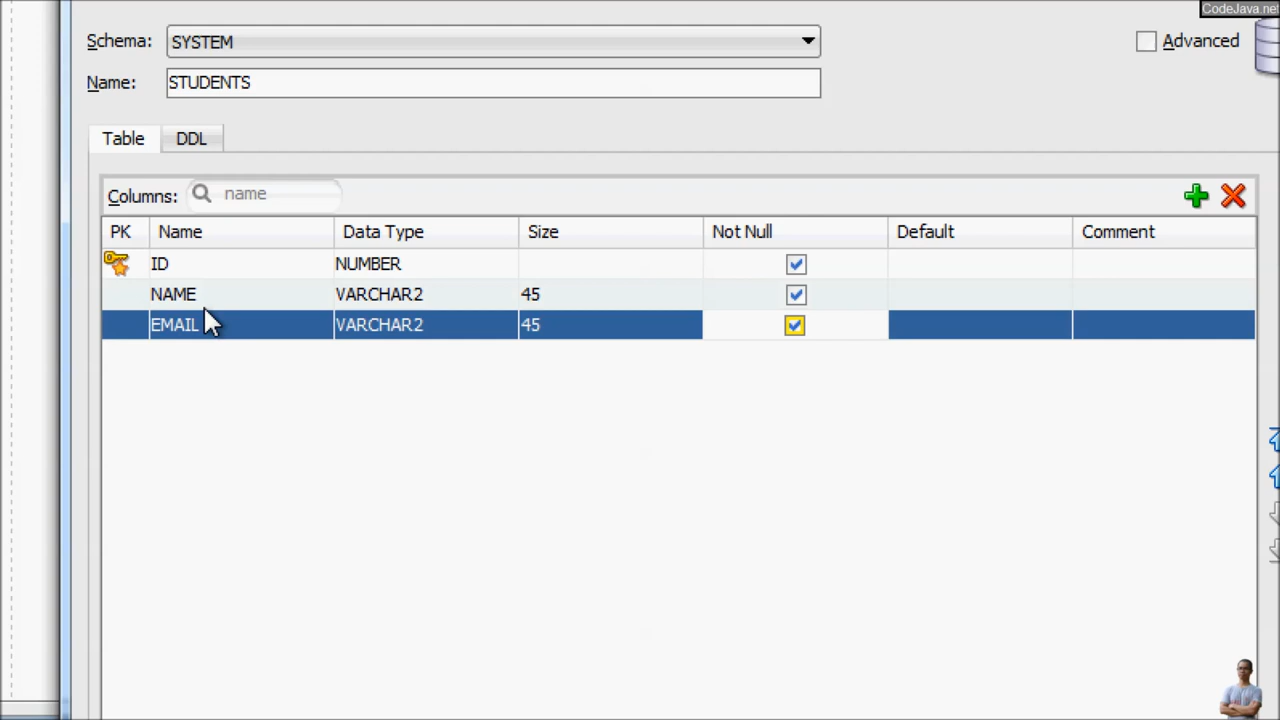 CodeJava.net
Schema: SYSTEM
Advanced
Name: STUDENTS
Table DDL
Columns: name
PK Name Data Type Size Not Null Default Comment
ID NUMBER
NAME VARCHAR2 45
EMAIL VARCHAR2 45